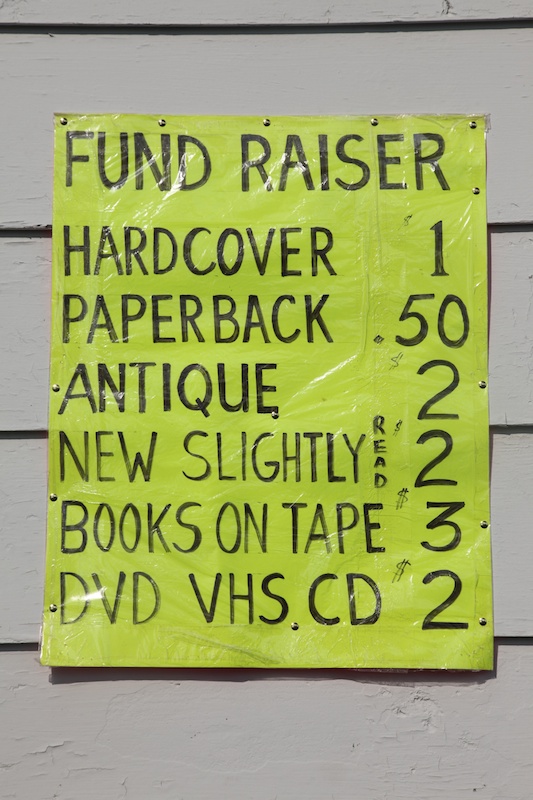 FUND RAISER
HARDCOVER $1
PAPERBACK .50
ANTIQUE $2
NEW SLIGHTLY READ $2
BOOKS ON TAPE $3
DVD VHS CD $2